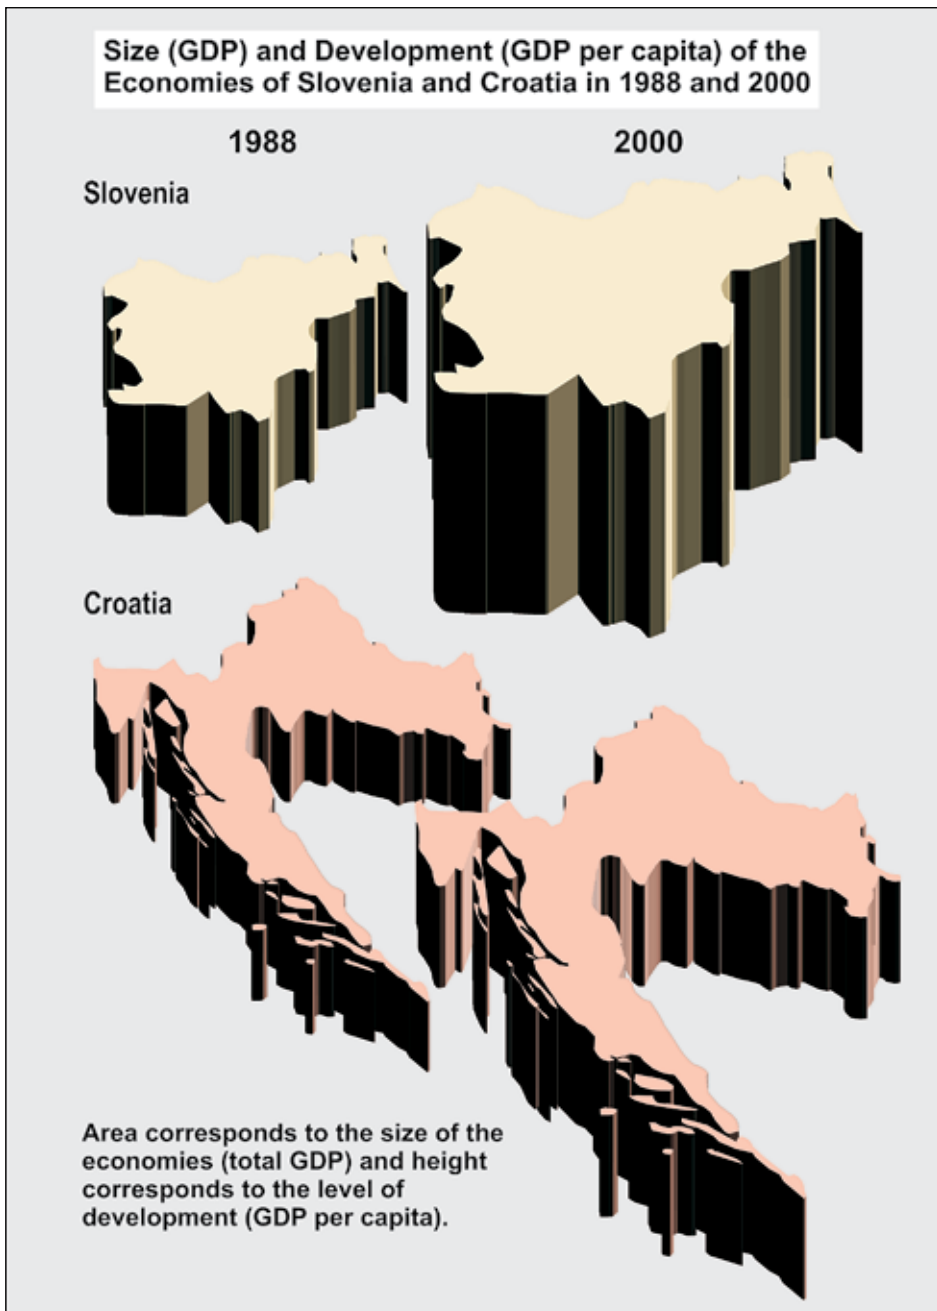 Size (GDP) and Development (GDP per capita) of the
Economies of Slovenia and Croatia in 1988 and 2000
1988
2000
Slovenia
Croatia
Area corresponds to the size of the
economies (total GDP) and height
corresponds to the level of
development (GDP per capita).